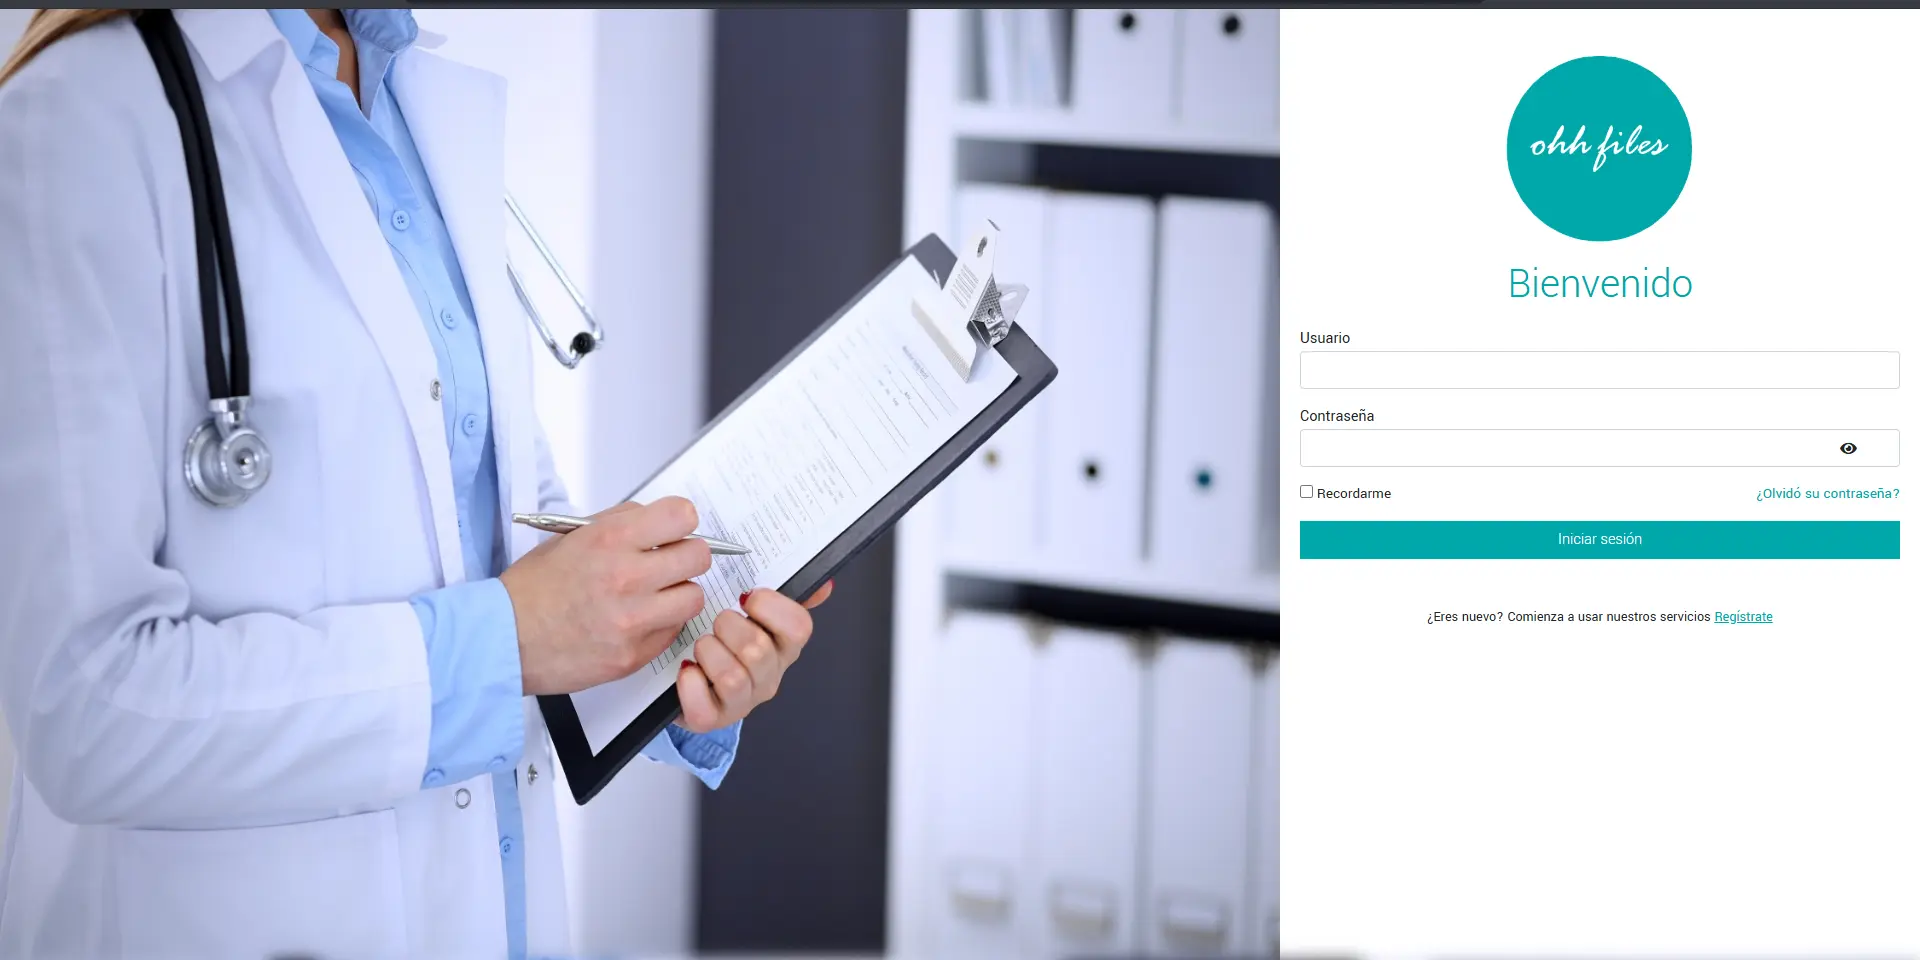 ohh files
Bienvenido
Usuario
Contraseña
Recordarme
¿Olvidó su contraseña?
Iniciar sesión
¿Eres nuevo? Comienza a usar nuestros servicios Regístrate